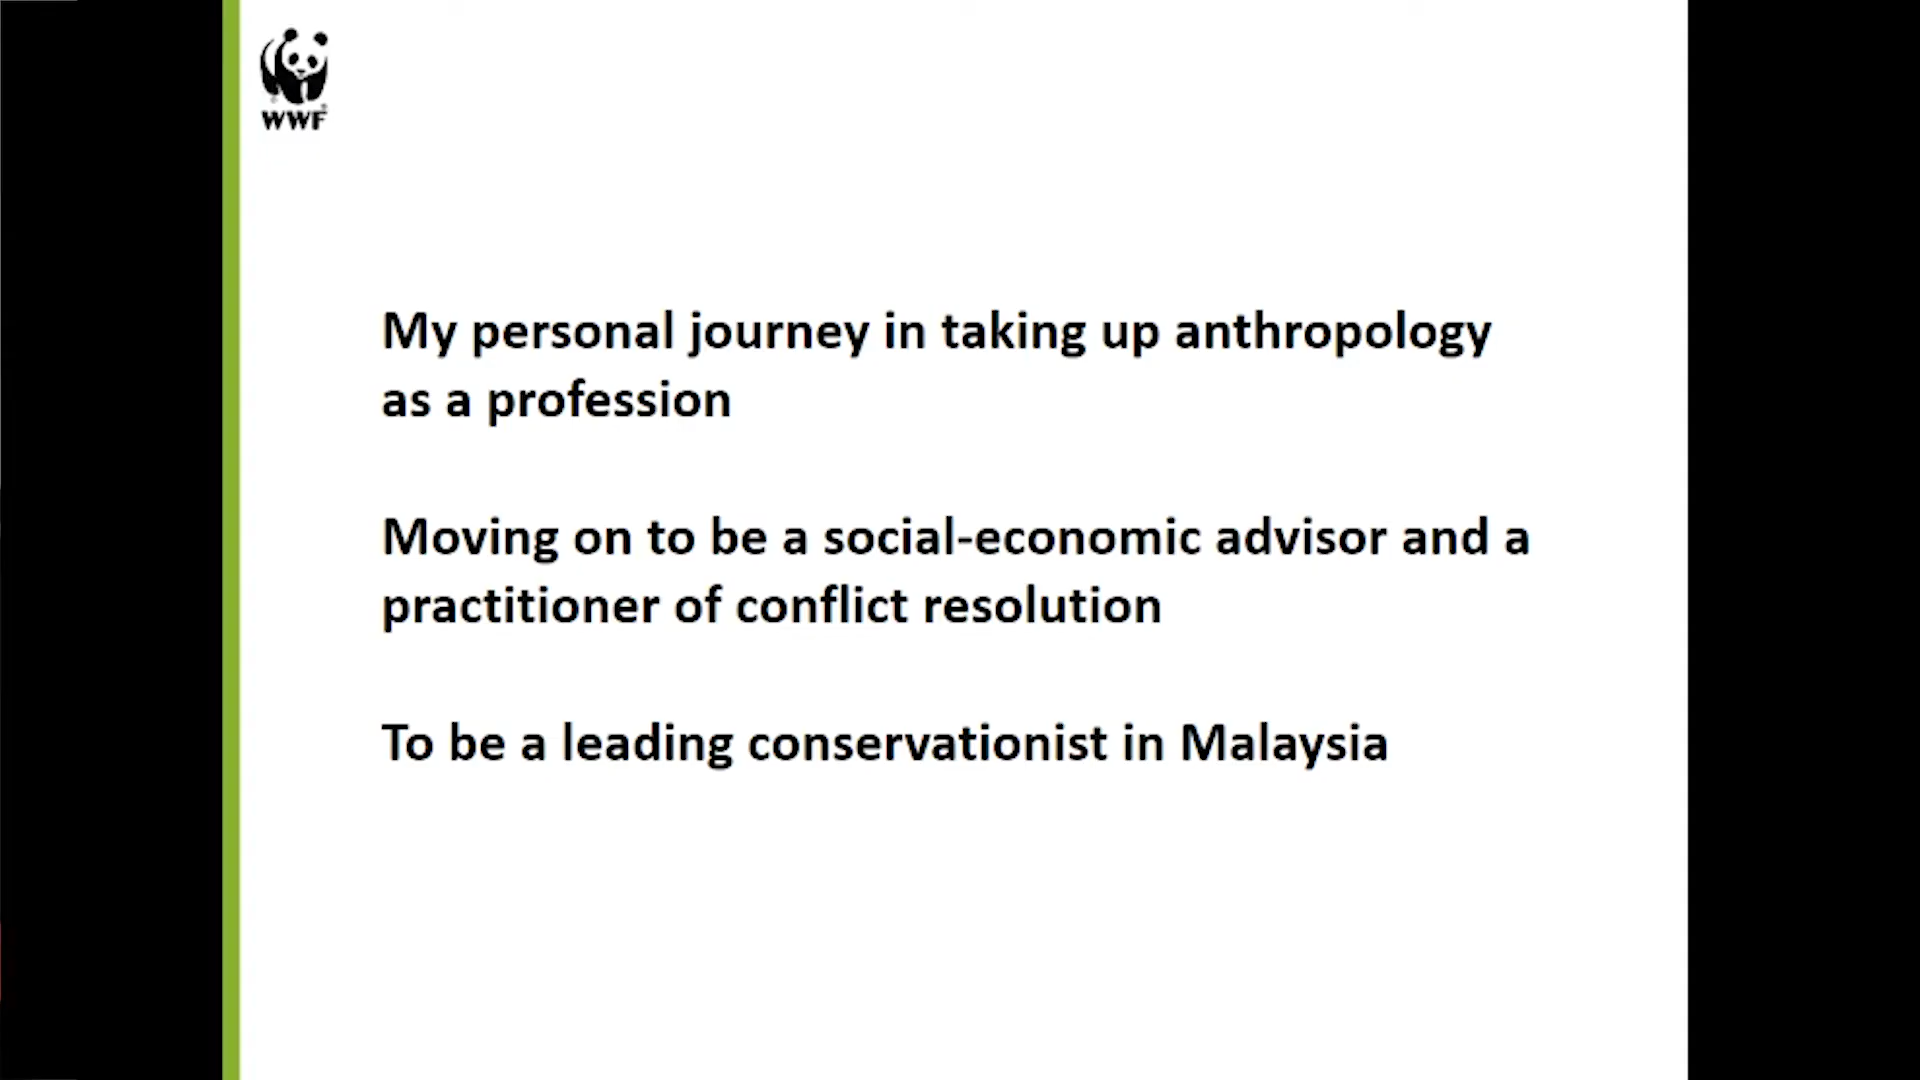 WWF
My personal journey in taking up anthropology
as a profession
Moving on to be a social-economic advisor and a
practitioner of conflict resolution
To be a leading conservationist in Malaysia